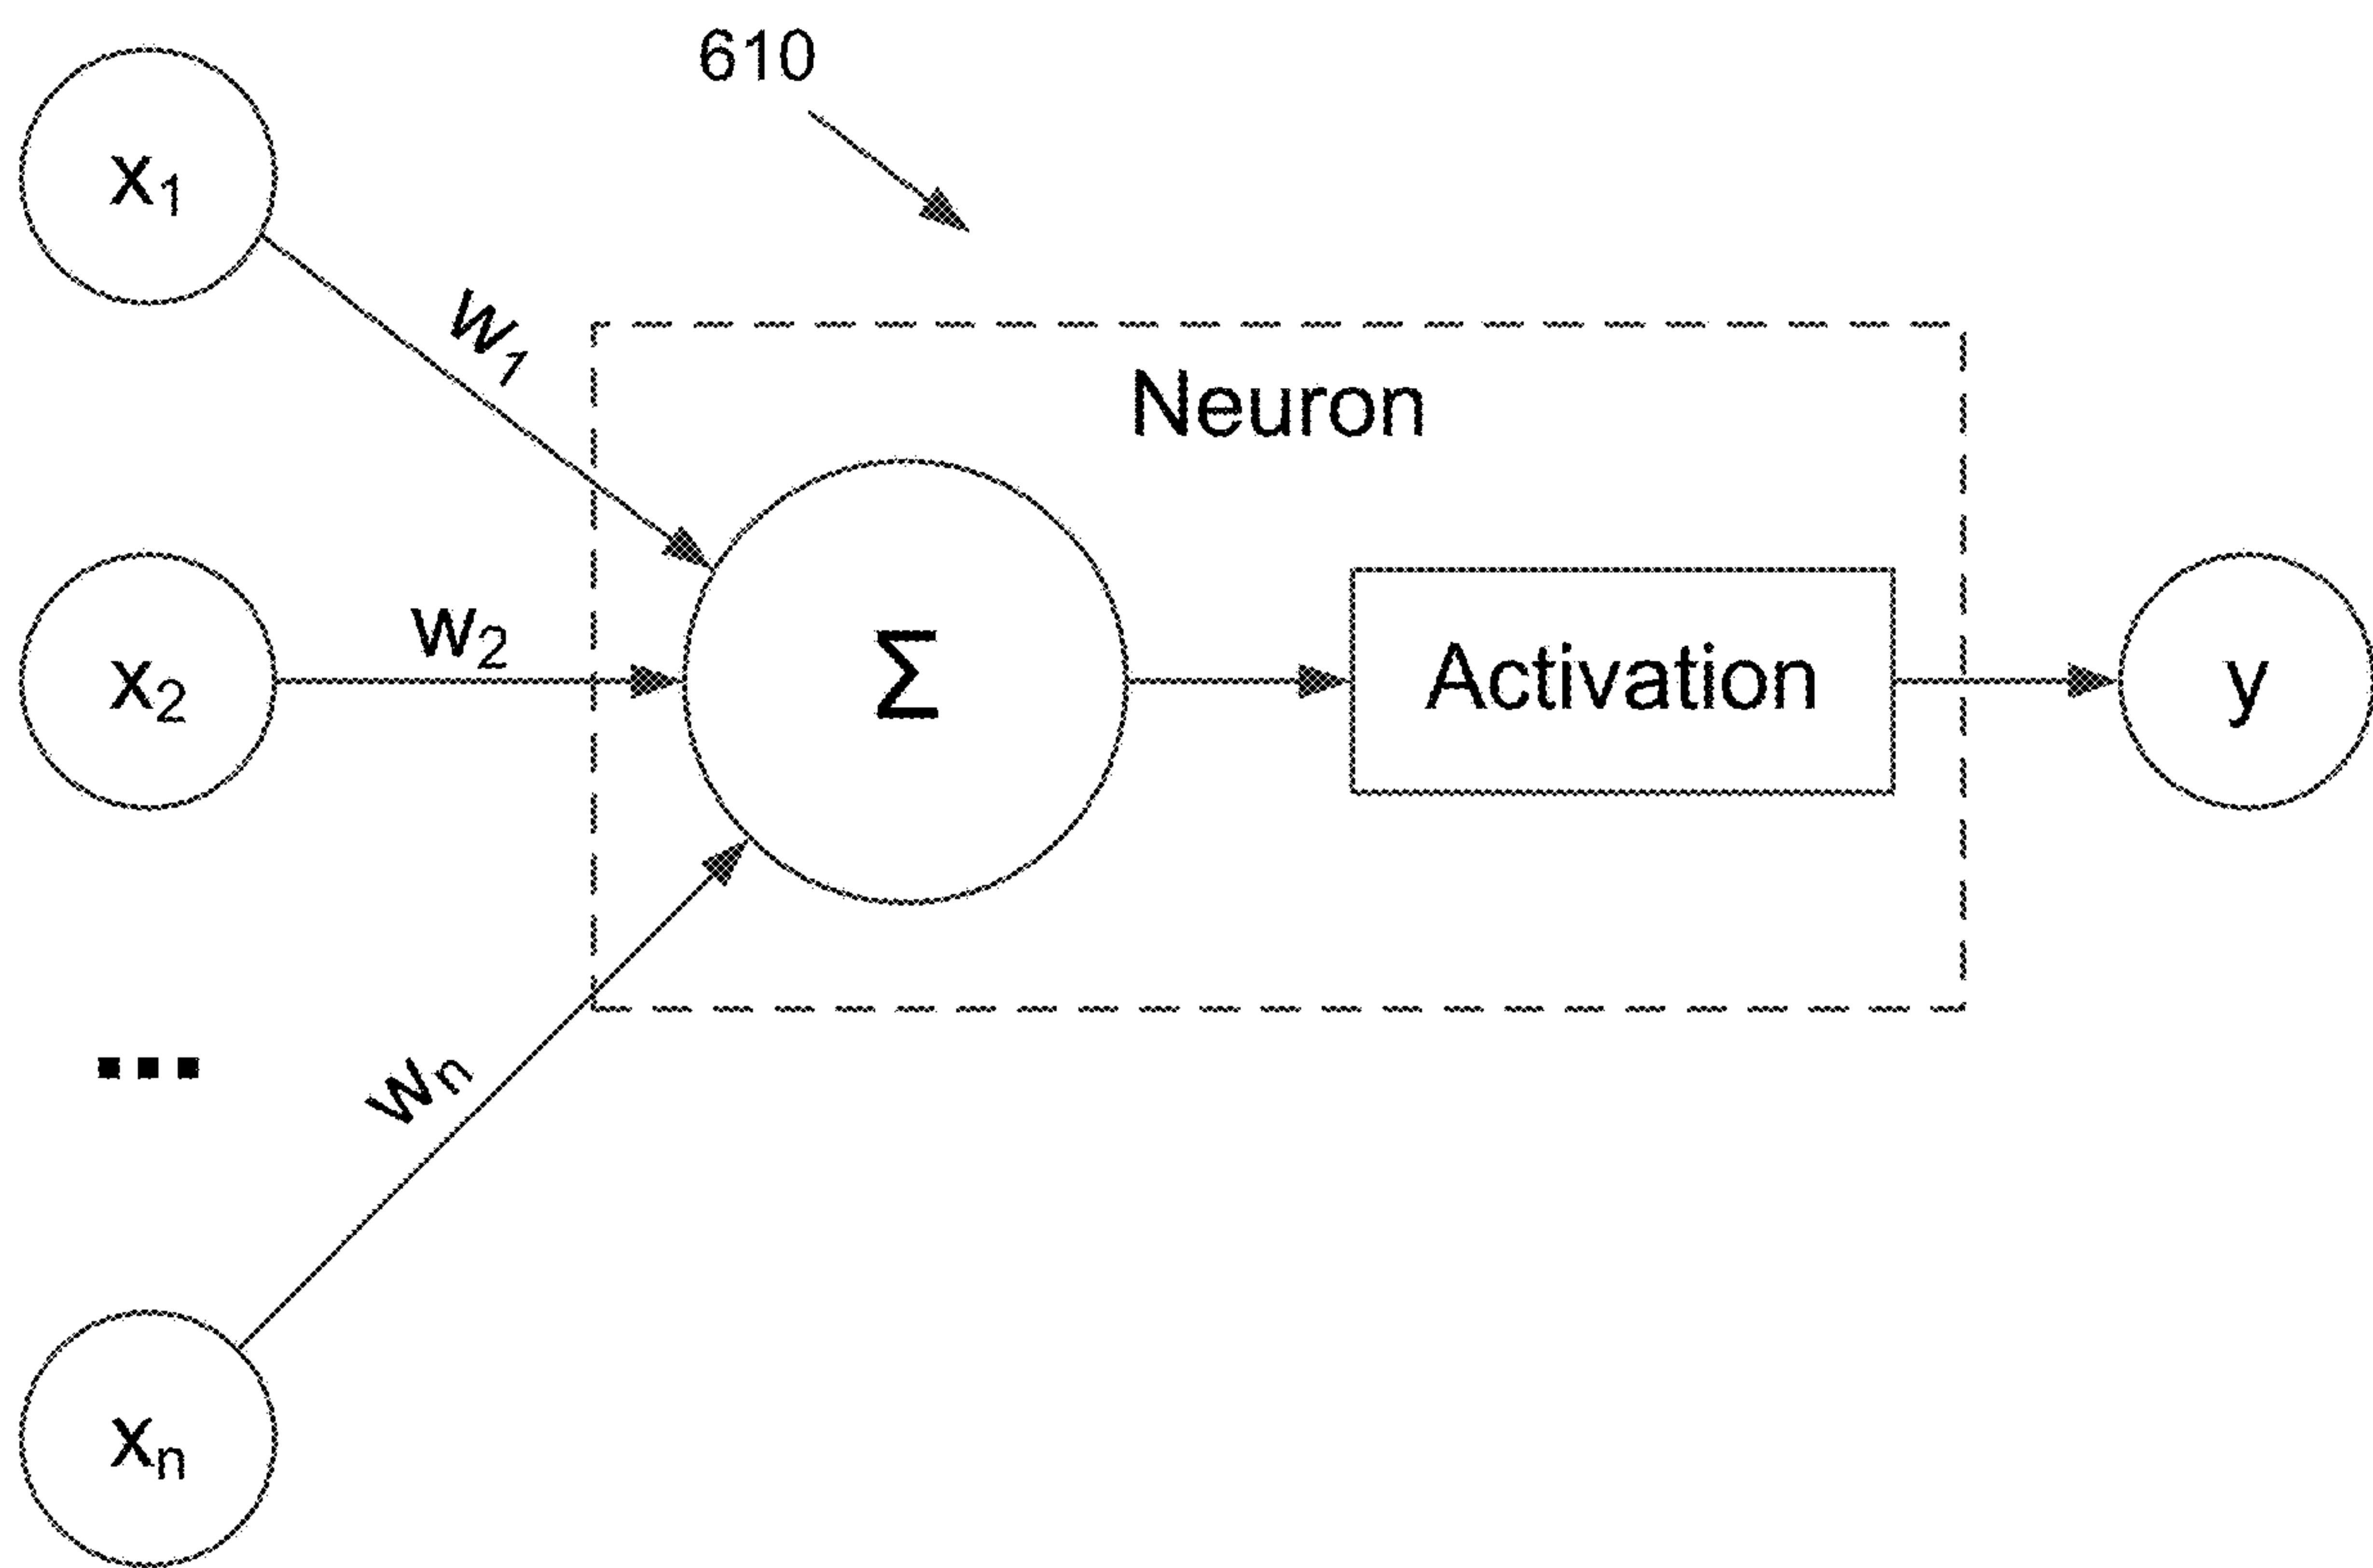 610
x₁
w₁
Neuron
x₂
w₂
Σ
Activation
y
...
wₙ
xₙ